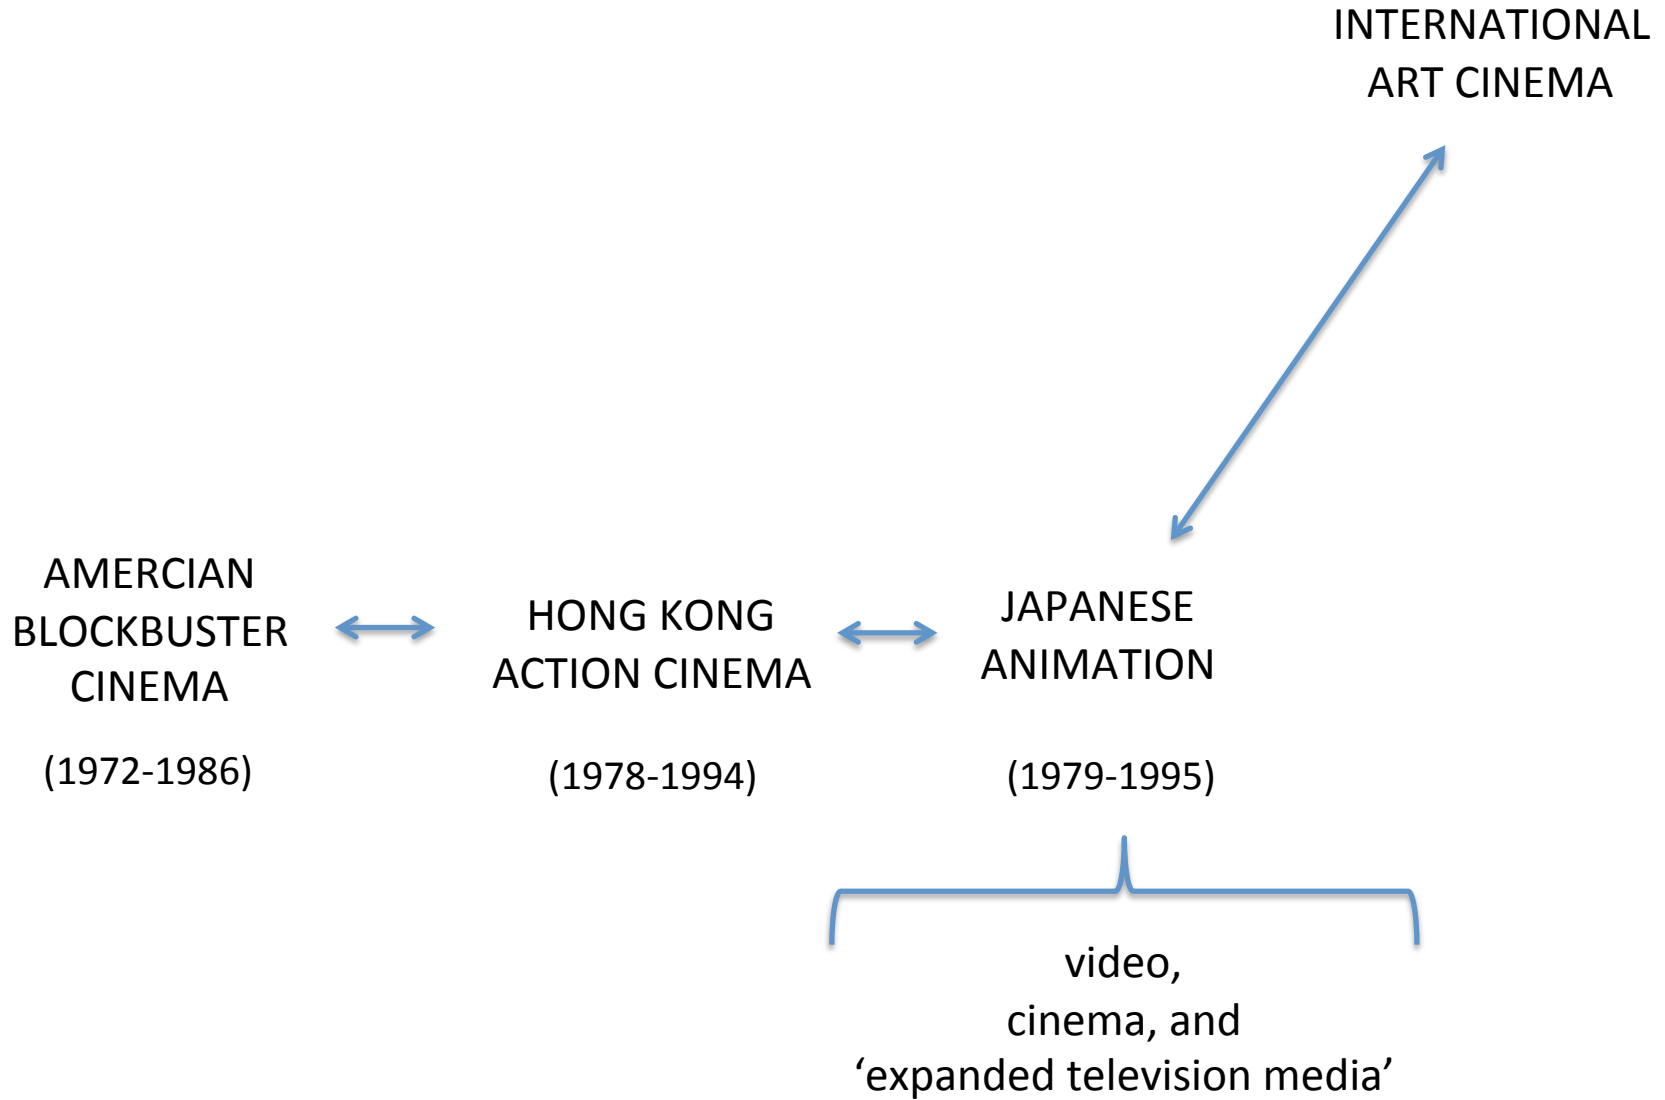 INTERNATIONAL
ART CINEMA
AMERCIAN
BLOCKBUSTER
CINEMA
(1972-1986)
HONG KONG
ACTION CINEMA
(1978-1994)
JAPANESE
ANIMATION
(1979-1995)
video,
cinema, and
‘expanded television media’